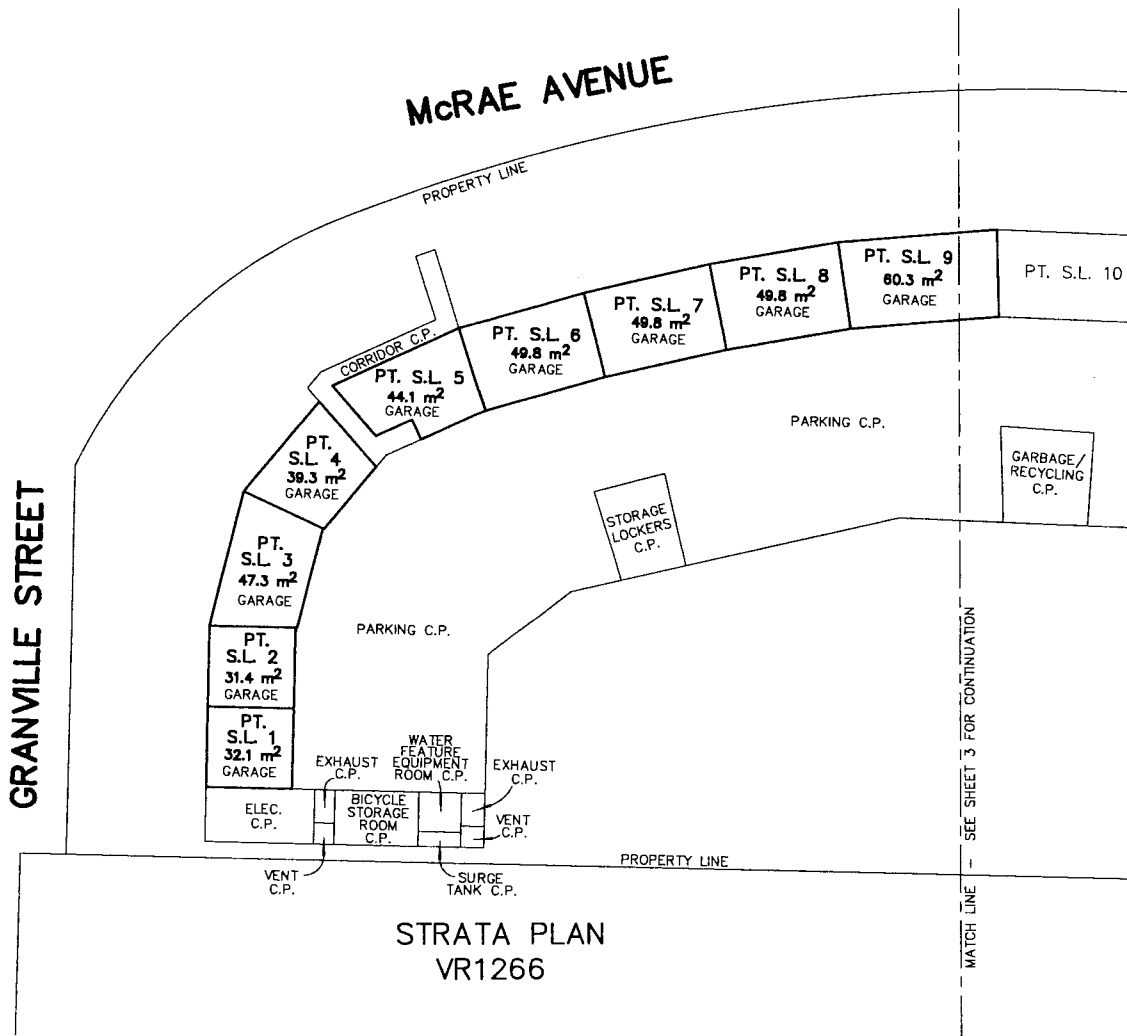 McRAE AVENUE
PROPERTY LINE
PT. S.L. 9
60.3 m²
GARAGE
PT. S.L. 10
PT. S.L. 8
49.8 m²
GARAGE
PT. S.L. 7
49.8 m²
GARAGE
PT. S.L. 6
49.8 m²
GARAGE
CORRIDOR C.P.
PT. S.L. 5
44.1 m²
GARAGE
PARKING C.P.
PT.
S.L. 4
39.3 m²
GARAGE
GARBAGE/
RECYCLING
C.P.
STORAGE
LOCKERS
C.P.
GRANVILLE STREET
PT.
S.L. 3
47.3 m²
GARAGE
PARKING C.P.
PT.
S.L. 2
31.4 m²
GARAGE
PT.
S.L. 1
32.1 m²
GARAGE
EXHAUST
C.P.
WATER
FEATURE
EQUIPMENT
ROOM C.P.
EXHAUST
C.P.
ELEC.
C.P.
BICYCLE
STORAGE
ROOM
C.P.
VENT
C.P.
VENT
C.P.
SURGE
TANK C.P.
PROPERTY LINE
MATCH LINE - SEE SHEET 3 FOR CONTINUATION
STRATA PLAN
VR1266